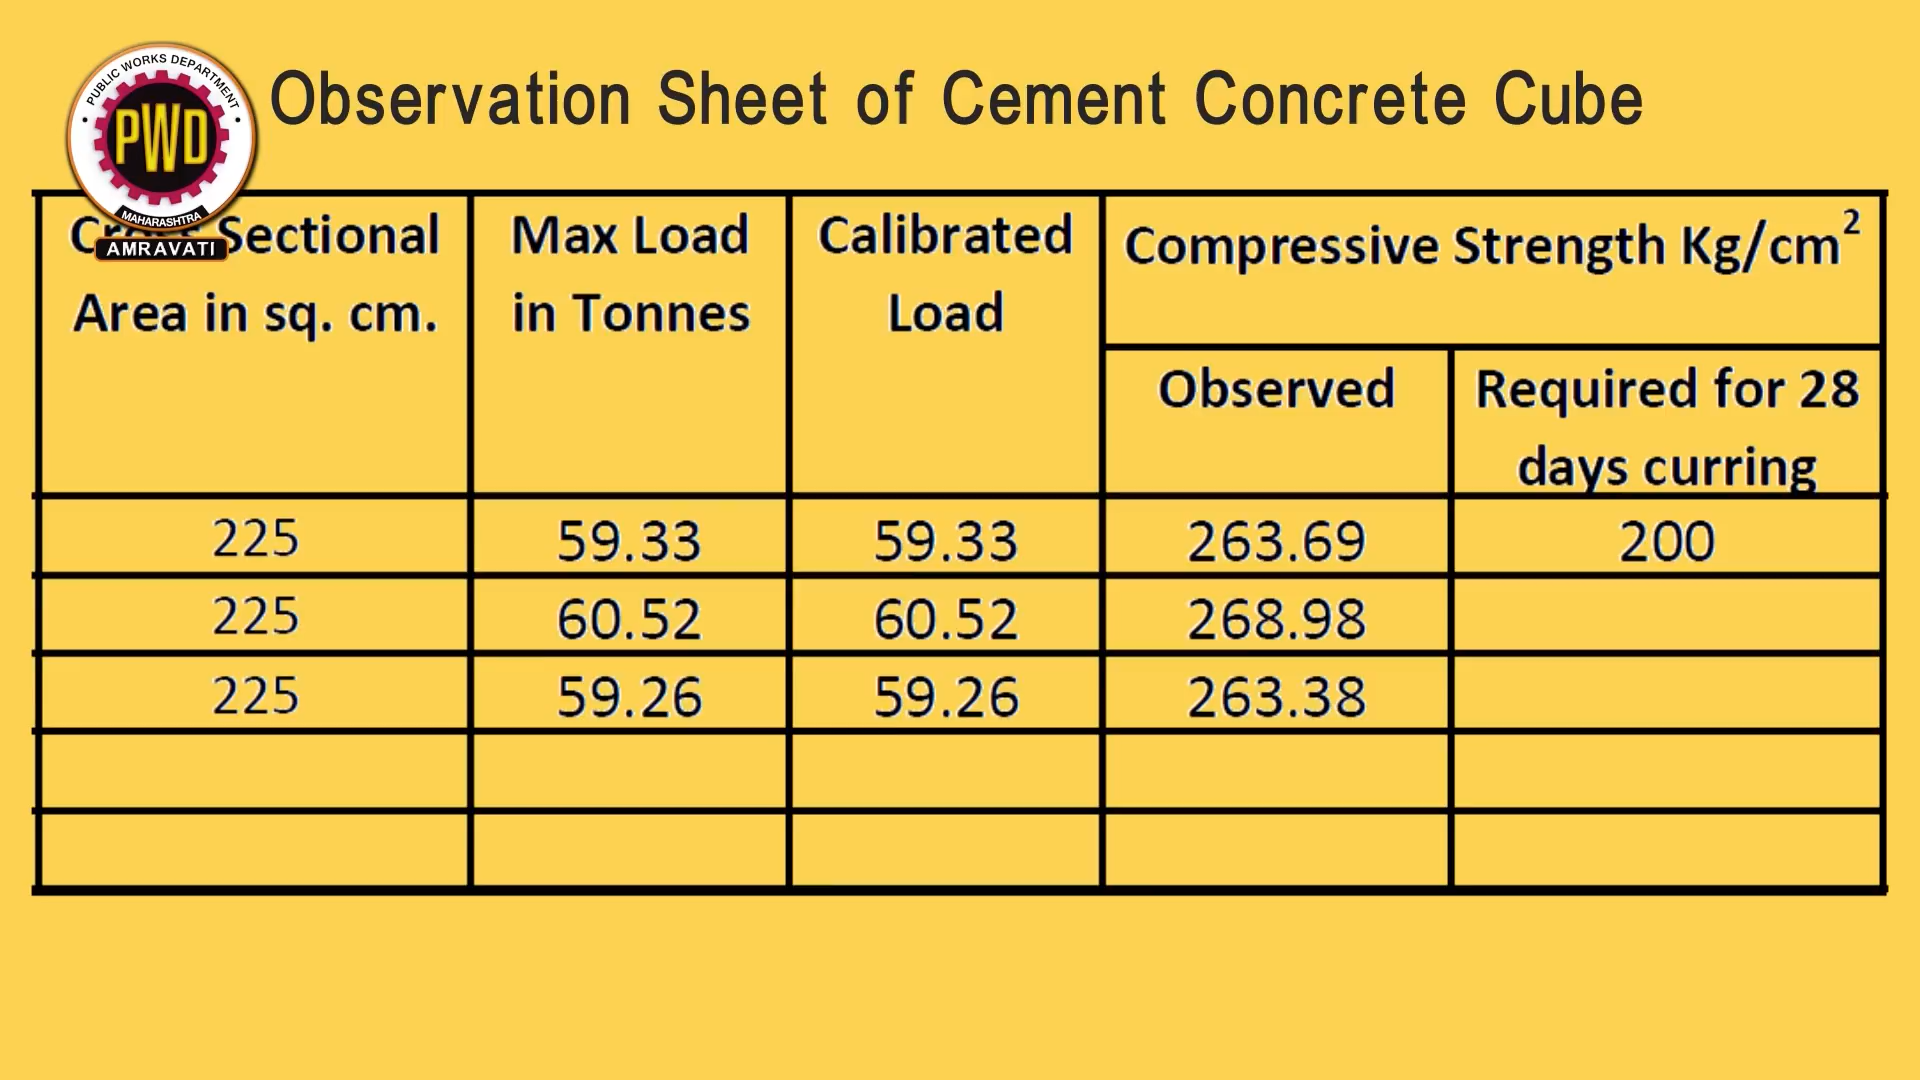 PUBLIC WORKS DEPARTMENT
PWD
MAHARASHTRA
AMRAVATI
Observation Sheet of Cement Concrete Cube
Sectional
Area in sq. cm.
Max Load
in Tonnes
Calibrated
Load
Compressive Strength Kg/cm²
Observed
Required for 28
days curring
225 59.33 59.33 263.69 200
225 60.52 60.52 268.98
225 59.26 59.26 263.38